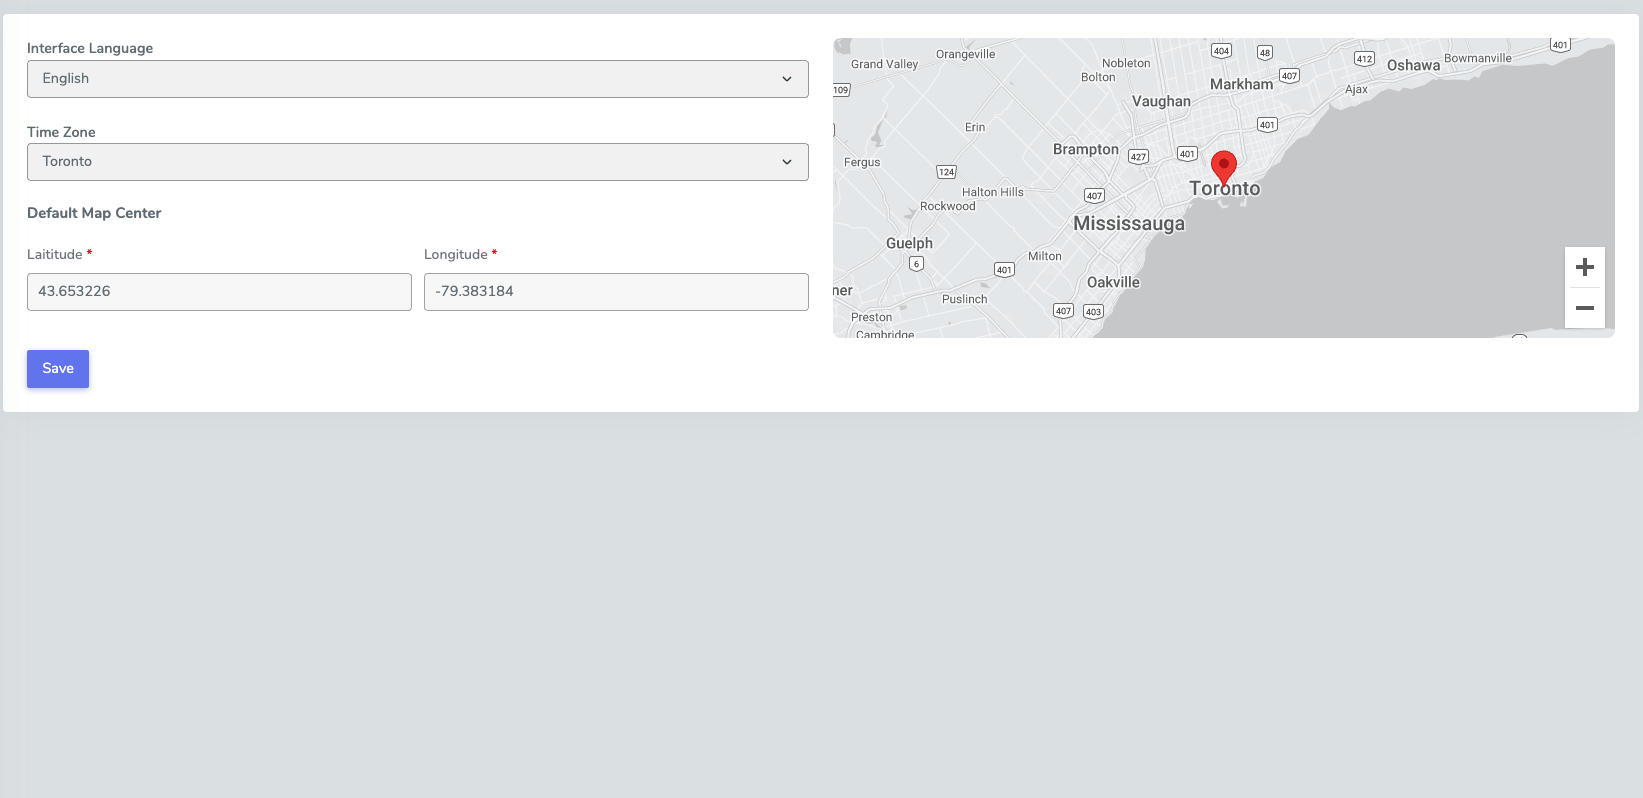 Interface Language
English
Time Zone
Toronto
Default Map Center
Laititude *
Longitude *
43.653226
-79.383184
Save
Orangeville
Grand Valley
404
48
401
Nobleton
Bolton
407
412
Oshawa
Bowmanville
Markham
109
Vaughan
Ajax
Erin
401
Brampton
427
401
Fergus
124
Toronto
Halton Hills
407
Rockwood
Mississauga
Guelph
6
Milton
401
Oakville
ner
Puslinch
407
403
Preston
Cambridge